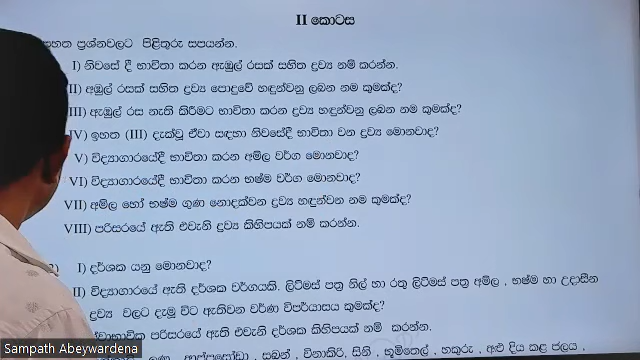 II කොටස
පහත ප්‍රශ්නවලට පිළිතුරු සපයන්න.
I) නිවසේ දී භාවිතා කරන ඇඹුල් රසක් සහිත ද්‍රව්‍ය නම් කරන්න.
II) අඹුල් රසක් සහිත ද්‍රව්‍ය පොදුවේ හඳුන්වනු ලබන නම කුමක්ද?
III) ඇඹුල් රස නැති කිරීමට භාවිතා කරන ද්‍රව්‍ය හඳුන්වනු ලබන නම කුමක්ද?
IV) ඉහත (III) දැක්වූ ඒවා සඳහා නිවසේදී භාවිතා වන ද්‍රව්‍ය මොනවාද?
V) විද්‍යාගාරයේදී භාවිතා කරන අම්ල වර්ග මොනවාද?
VI) විද්‍යාගාරයේදී භාවිතා කරන භෂ්ම වර්ග මොනවාද?
VII) අම්ල හෝ භෂ්ම ගුණ නොදක්වන ද්‍රව්‍ය හඳුන්වන නම කුමක්ද?
VIII) පරිසරයේ ඇති එවැනි ද්‍රව්‍ය කිහිපයක් නම් කරන්න.
I) දර්ශක යනු මොනවාද?
II) විද්‍යාගාරයේ ඇති දර්ශක වර්ගයකි. ලිට්මස් පත්‍ර නිල් හා රතු ලිට්මස් පත්‍ර අම්ල , භෂ්ම හා උදාසීන
ද්‍රව්‍ය වලට දැමූ විට ඇතිවන වර්ණ විපර්යාසය කුමක්ද?
ස්වාභාවික පරිසරයේ ඇති එවැනි දර්ශක කිහිපයක් නම් කරන්න.
ලුණු , ආප්පසෝඩා , සබන් , විනාකිරි, සීනි , භූමිතෙල් , හකුරු , අළු දිය කළ ජලය ,
Sampath Abeywardena